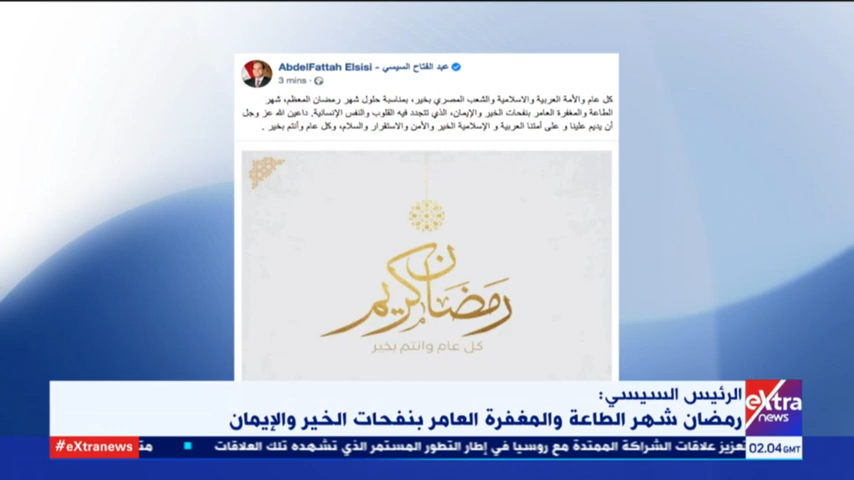 AbdelFattah Elsisi - عبد الفتاح السيسي
3 mins ·
كل عام والأمة العربية والاسلامية والشعب المصري بخير، بمناسبة حلول شهر رمضان المعظم، شهر
الطاعة والمغفرة العامر بنفحات الخير والإيمان، الذي تتجدد فيه القلوب والنفس الإنسانية. داعين الله عز وجل
أن يديم علينا و على أمتنا العربية و الإسلامية الخير والأمن والاستقرار والسلام، وكل عام وأنتم بخير .
رمضان كريم
كل عام وانتم بخير
الرئيس السيسي:
رمضان شهر الطاعة والمغفرة العامر بنفحات الخير والإيمان
eXtra
news
#eXtranews
تعزيز علاقات الشراكة الممتدة مع روسيا في إطار التطور المستمر الذي تشهده تلك العلاقات
02.04 GMT